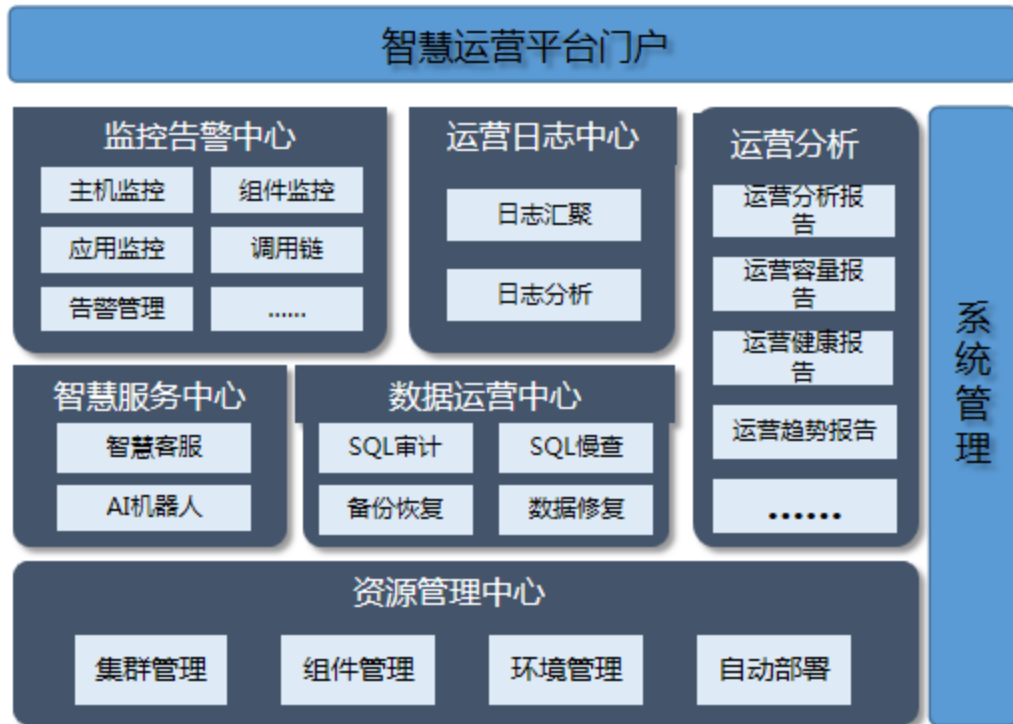 智慧运营平台门户
监控告警中心
主机监控
组件监控
应用监控
调用链
告警管理
......
运营日志中心
日志汇聚
日志分析
运营分析
运营分析报
告
运营容量报
告
运营健康报
告
运营趋势报告
......
系
统
管
理
智慧服务中心
智慧客服
AI机器人
数据运营中心
SQL审计
SQL慢查
备份恢复
数据修复
资源管理中心
集群管理
组件管理
环境管理
自动部署